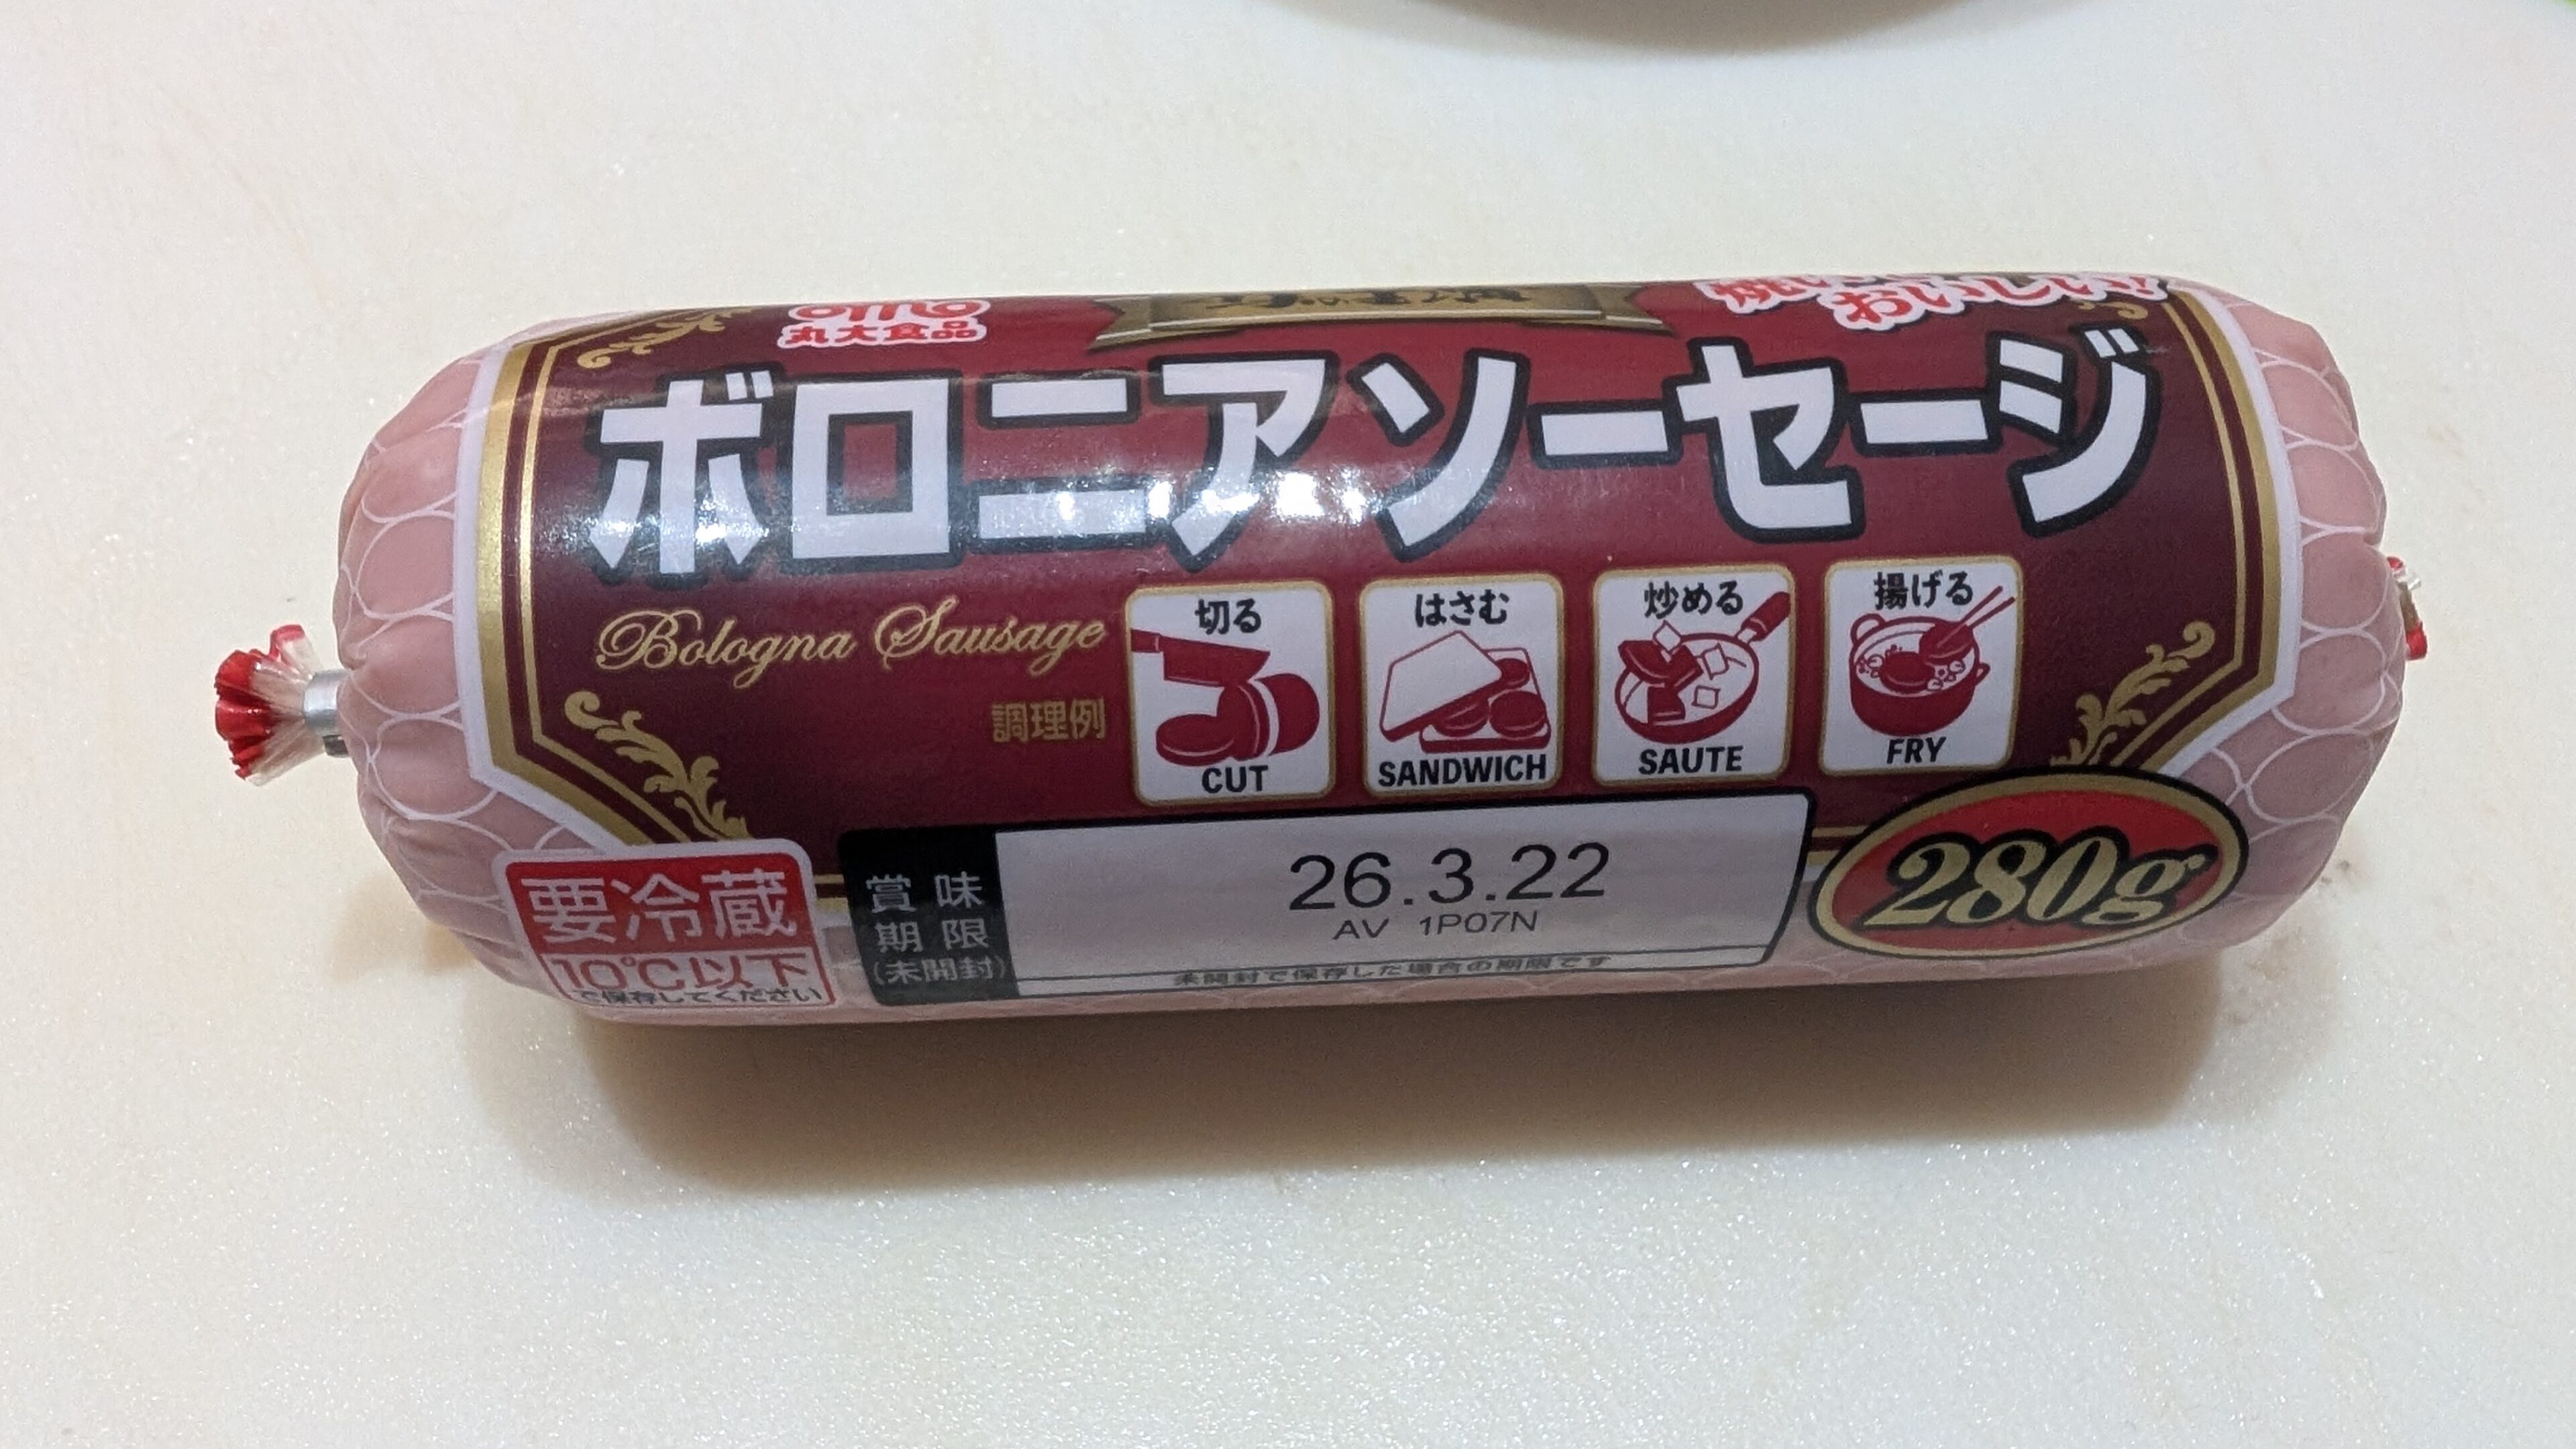 丸大食品
おいしい!
ボロニアソーセージ
Bologna Sausage
調理例
切る
CUT
はさむ
SANDWICH
炒める
SAUTE
揚げる
FRY
要冷蔵
10℃以下
で保存してください
賞味
期限
(未開封)
26.3.22
AV 1P07N
未開封で保存した場合の期限です
280g